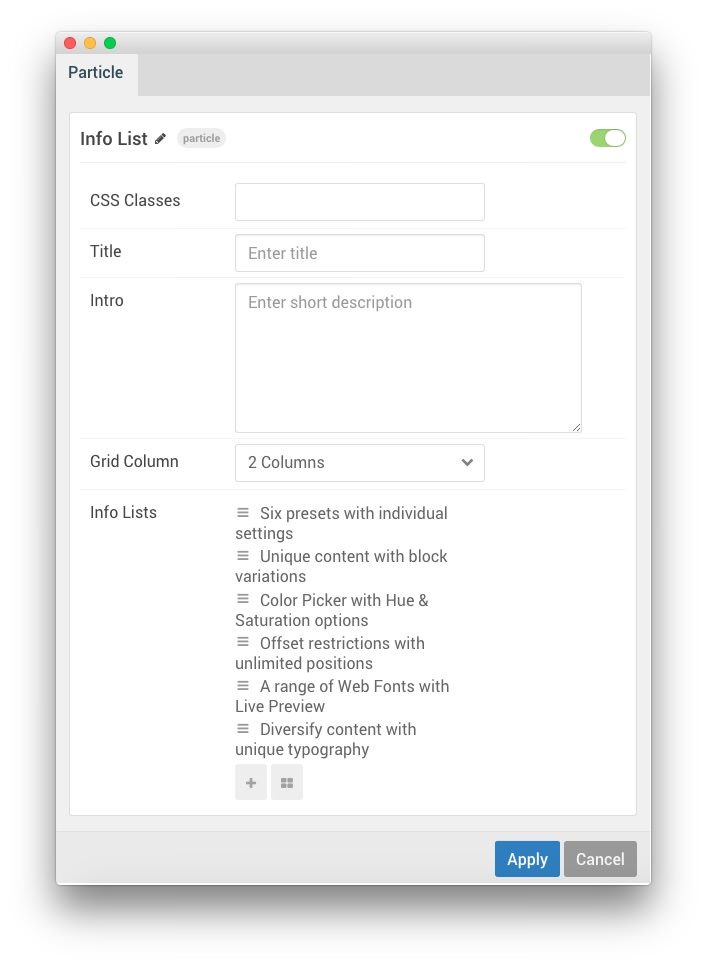 Particle
Info List particle
CSS Classes
Title Enter title
Intro Enter short description
Grid Column 2 Columns
Info Lists Six presets with individual
settings
Unique content with block
variations
Color Picker with Hue &
Saturation options
Offset restrictions with
unlimited positions
A range of Web Fonts with
Live Preview
Diversify content with
unique typography
Apply Cancel